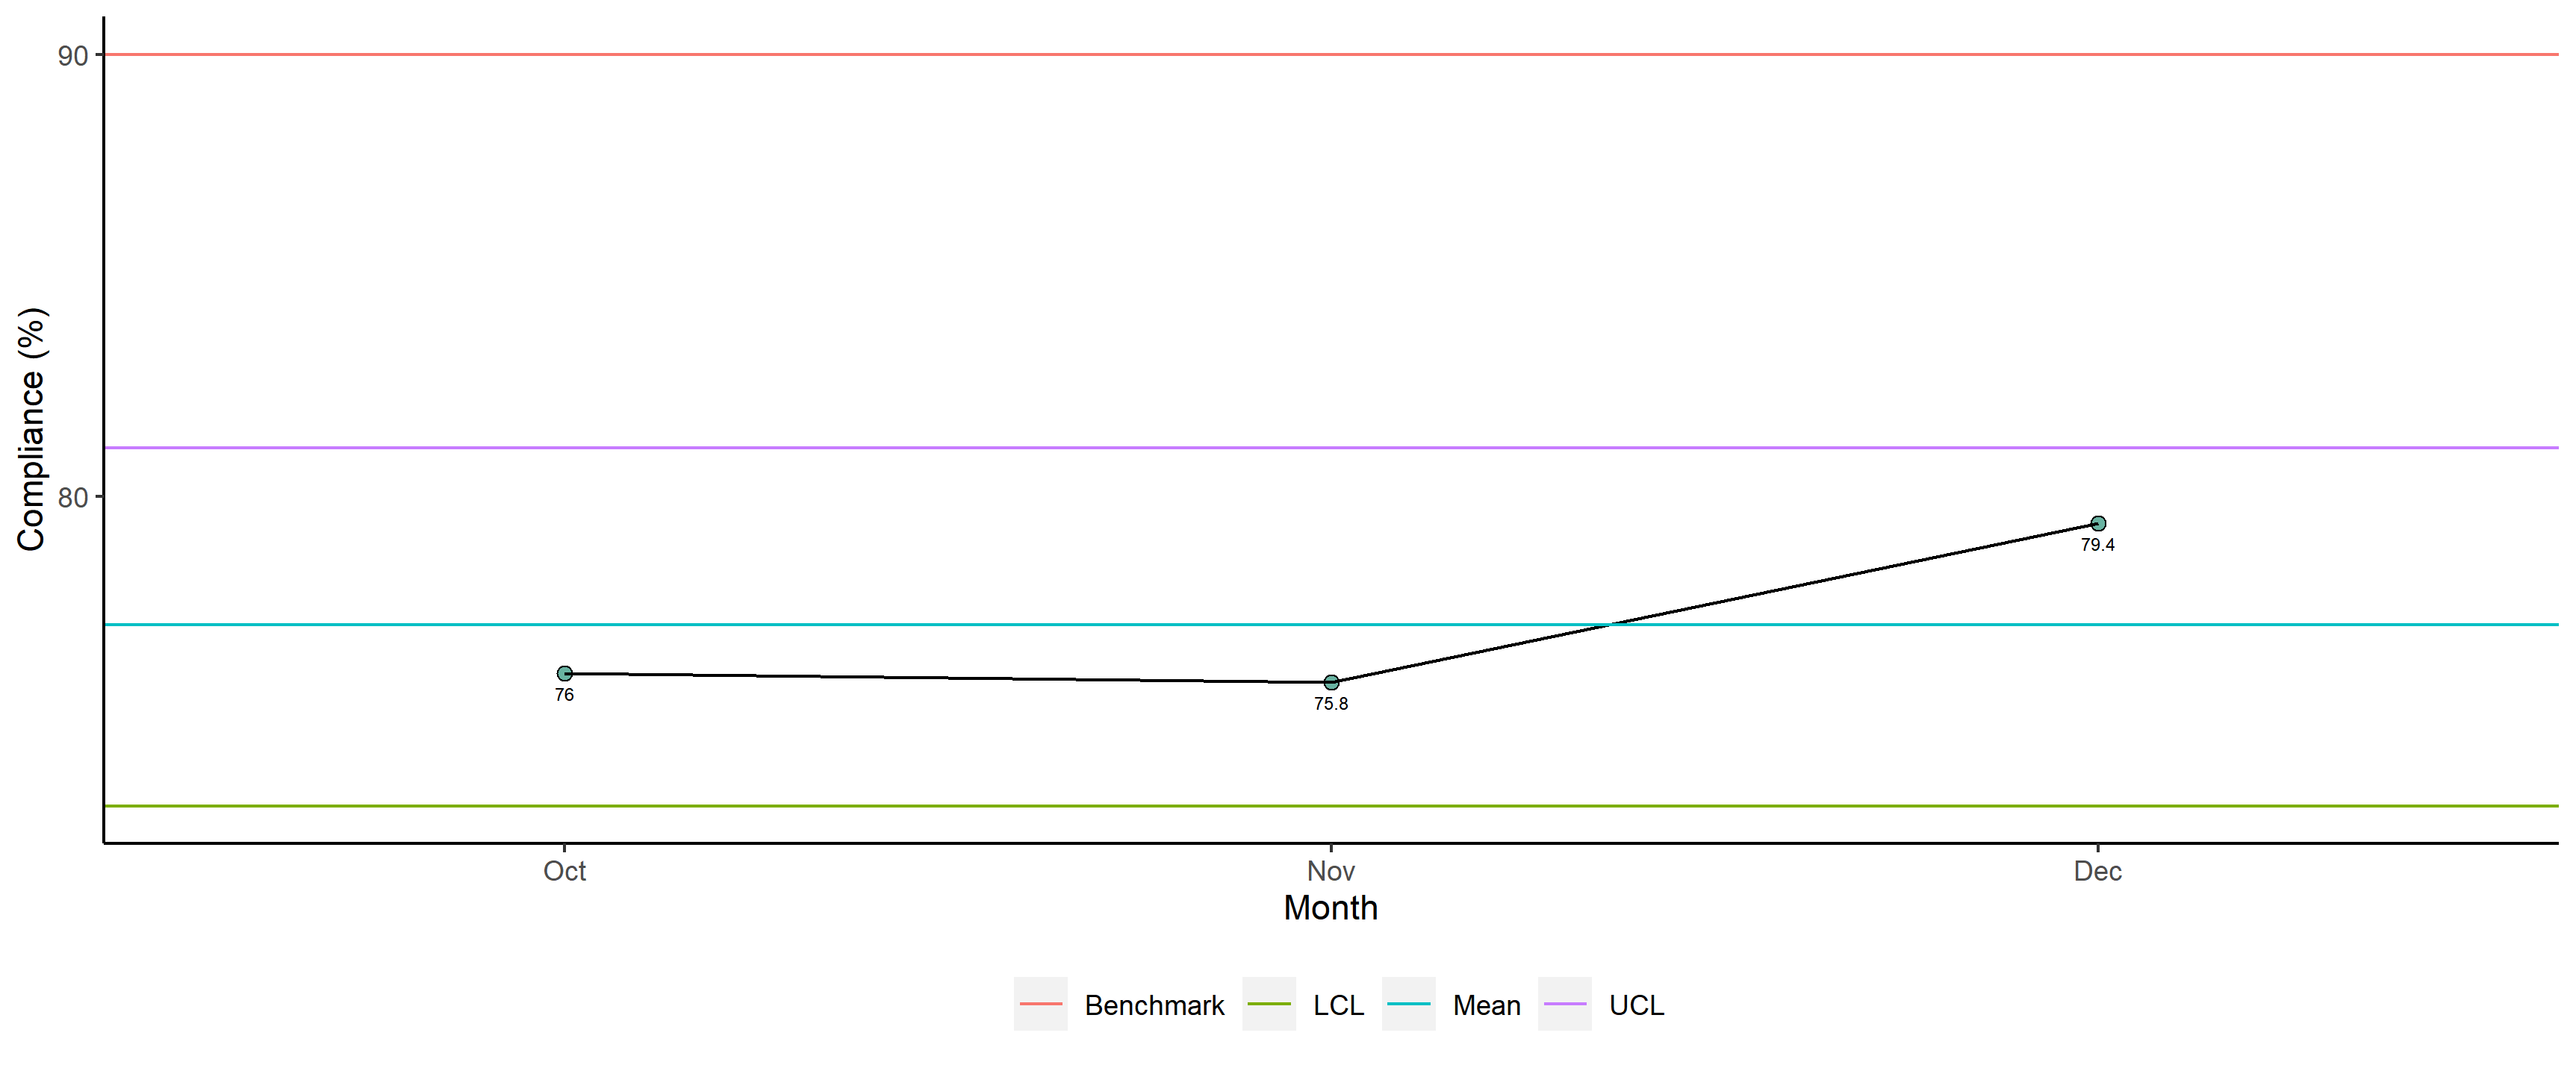 Compliance (%)
90
80
76
75.8
79.4
Oct Nov Dec
Month
Benchmark LCL Mean UCL